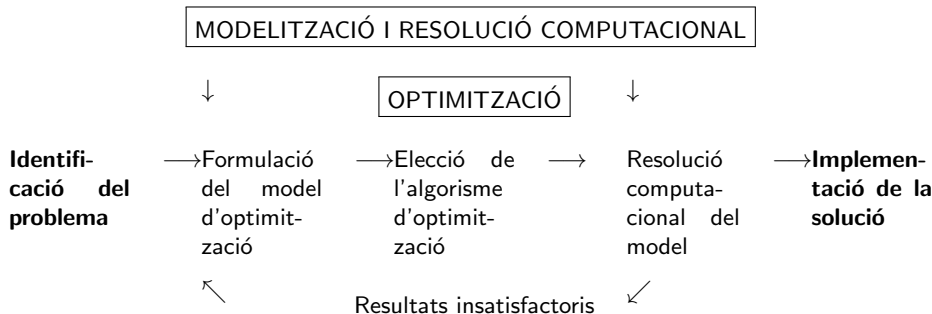 MODELITZACIÓ I RESOLUCIÓ COMPUTACIONAL
↓ ↓
OPTIMITZACIÓ
Identifi- ⟶Formulació ⟶Elecció de ⟶ Resolució ⟶Implemen-
cació del del model l'algorisme computa- tació de la
problema d'optimit- d'optimit- cional del solució
zació zació model
↖ Resultats insatisfactoris ↙